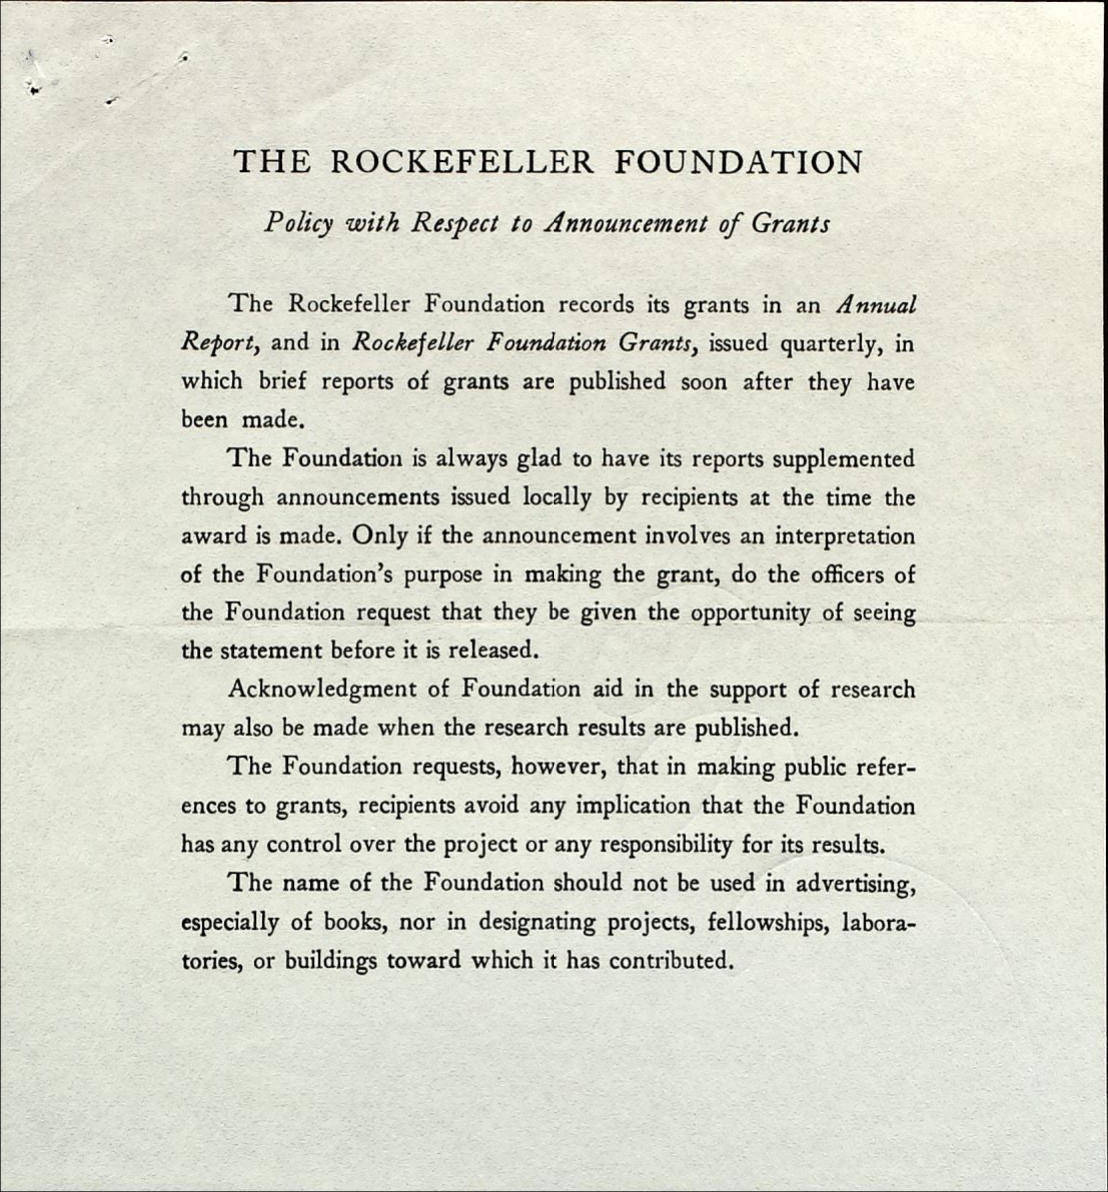 THE ROCKEFELLER FOUNDATION
Policy with Respect to Announcement of Grants
The Rockefeller Foundation records its grants in an Annual
Report, and in Rockefeller Foundation Grants, issued quarterly, in
which brief reports of grants are published soon after they have
been made.
The Foundation is always glad to have its reports supplemented
through announcements issued locally by recipients at the time the
award is made. Only if the announcement involves an interpretation
of the Foundation's purpose in making the grant, do the officers of
the Foundation request that they be given the opportunity of seeing
the statement before it is released.
Acknowledgment of Foundation aid in the support of research
may also be made when the research results are published.
The Foundation requests, however, that in making public refer-
ences to grants, recipients avoid any implication that the Foundation
has any control over the project or any responsibility for its results.
The name of the Foundation should not be used in advertising,
especially of books, nor in designating projects, fellowships, labora-
tories, or buildings toward which it has contributed.